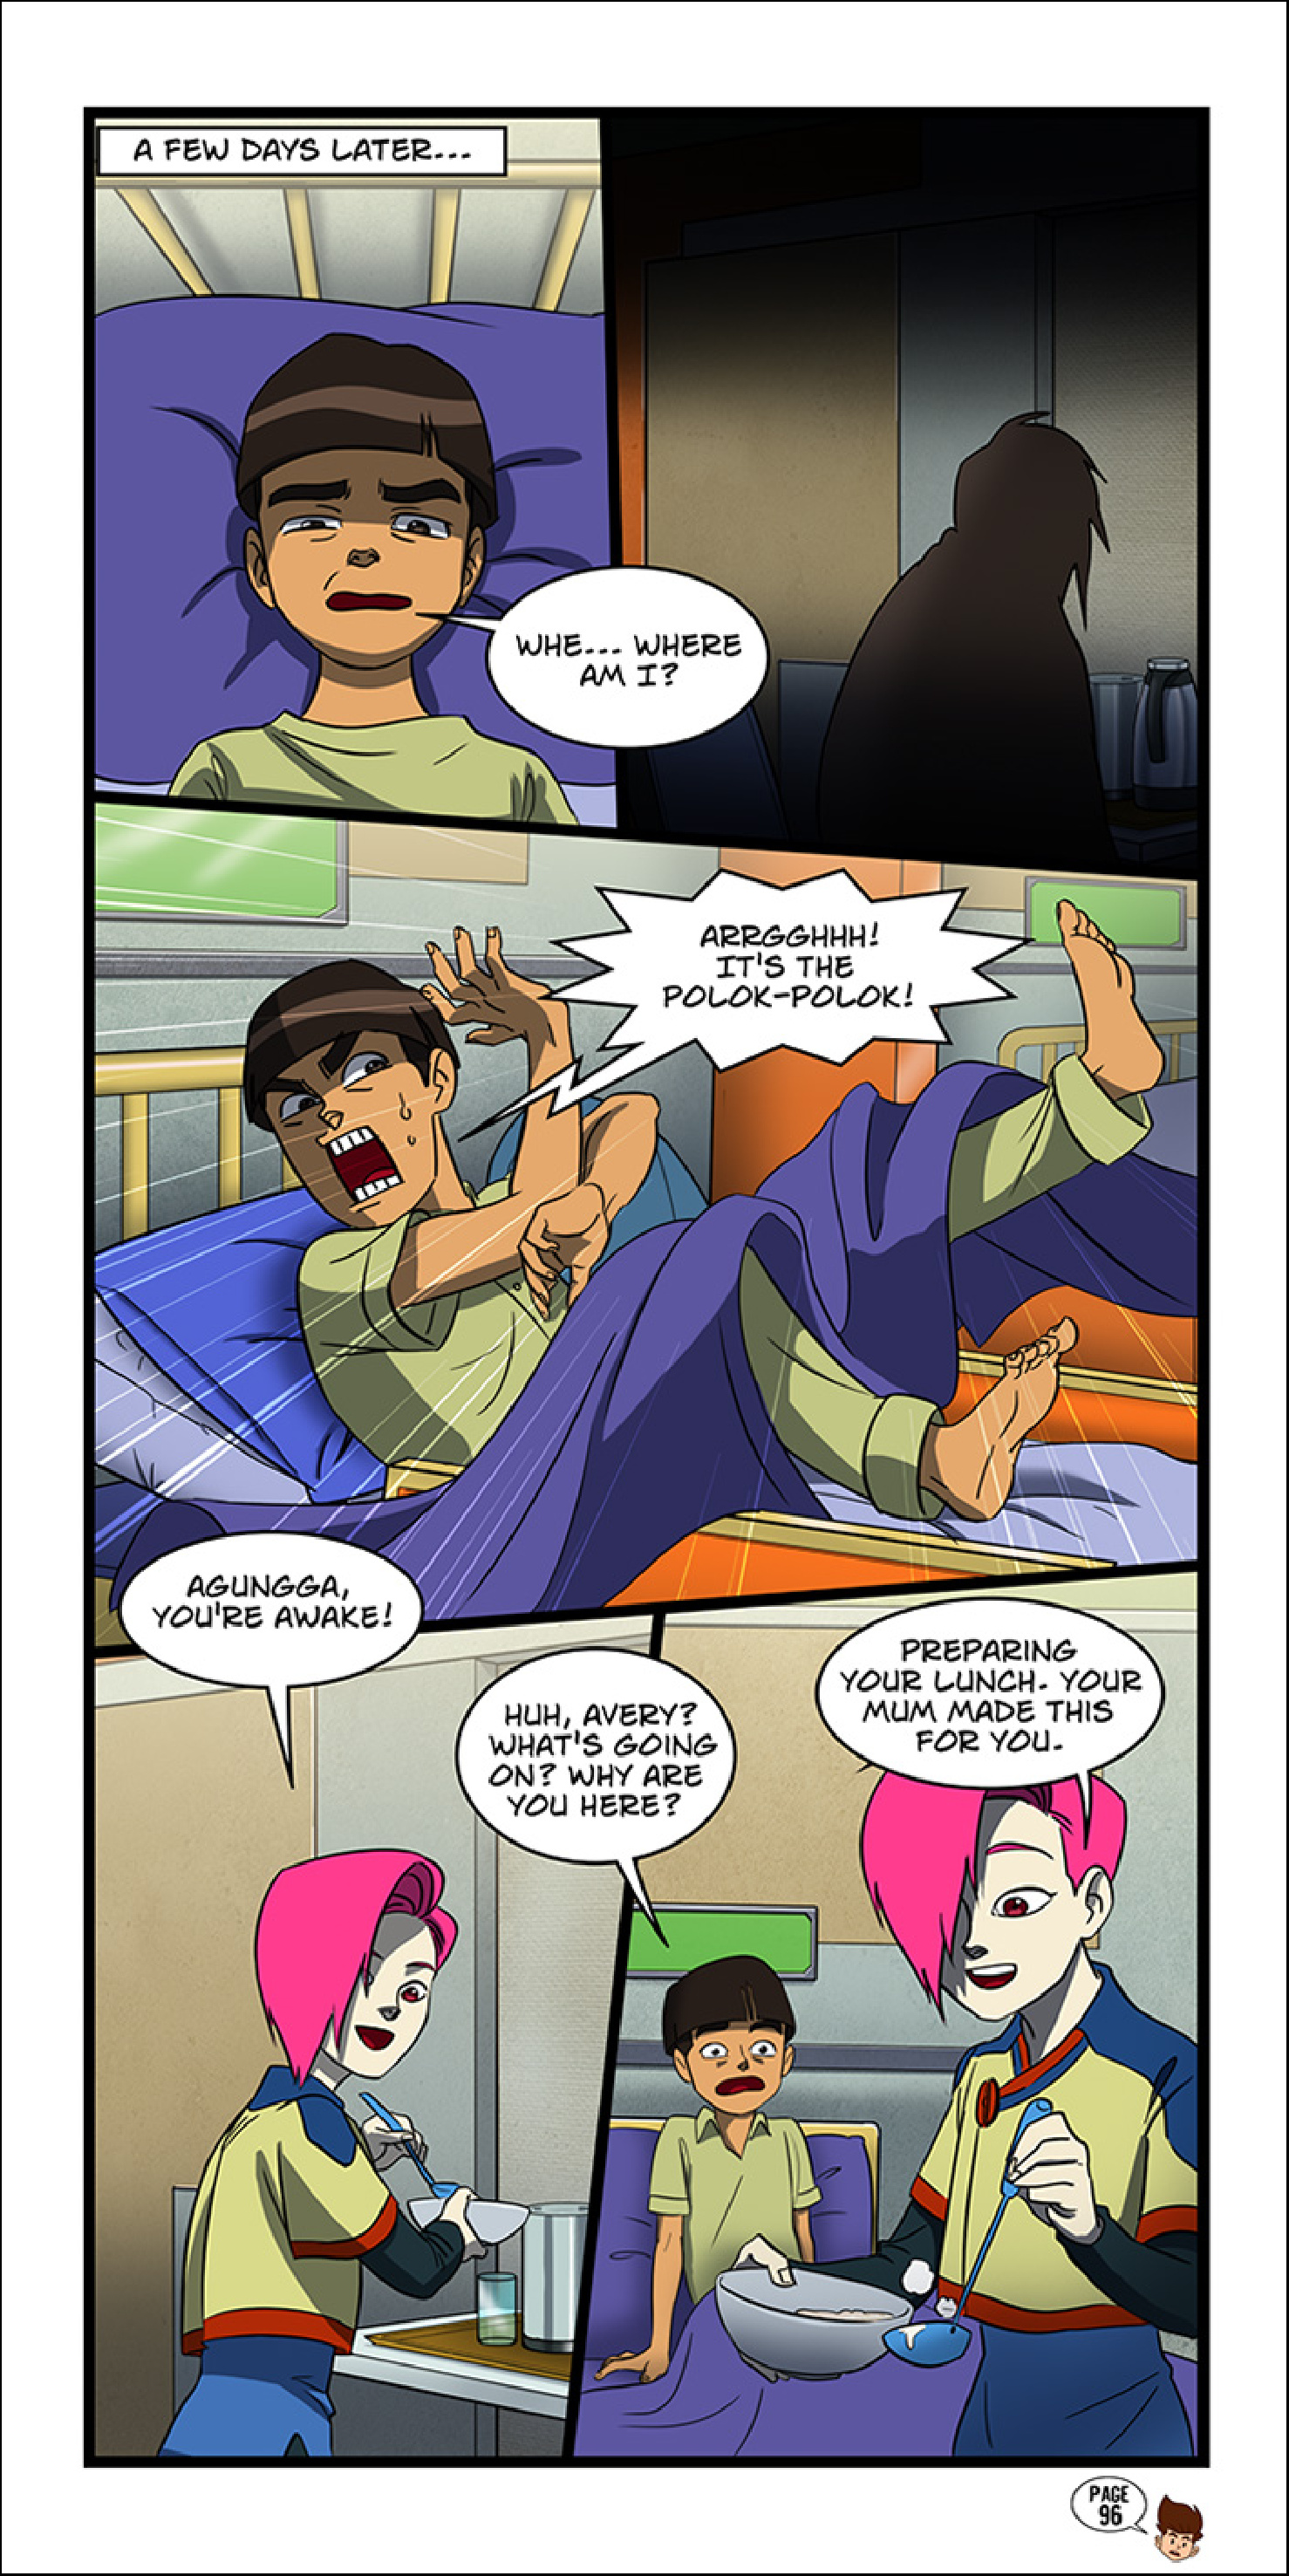 A FEW DAYS LATER...
WHE... WHERE
AM I?
ARRGGHHH!
IT'S THE
POLOK-POLOK!
AGUNGGA,
YOU'RE AWAKE!
HUH, AVERY?
WHAT'S GOING
ON? WHY ARE
YOU HERE?
PREPARING
YOUR LUNCH. YOUR
MUM MADE THIS
FOR YOU.
PAGE
96